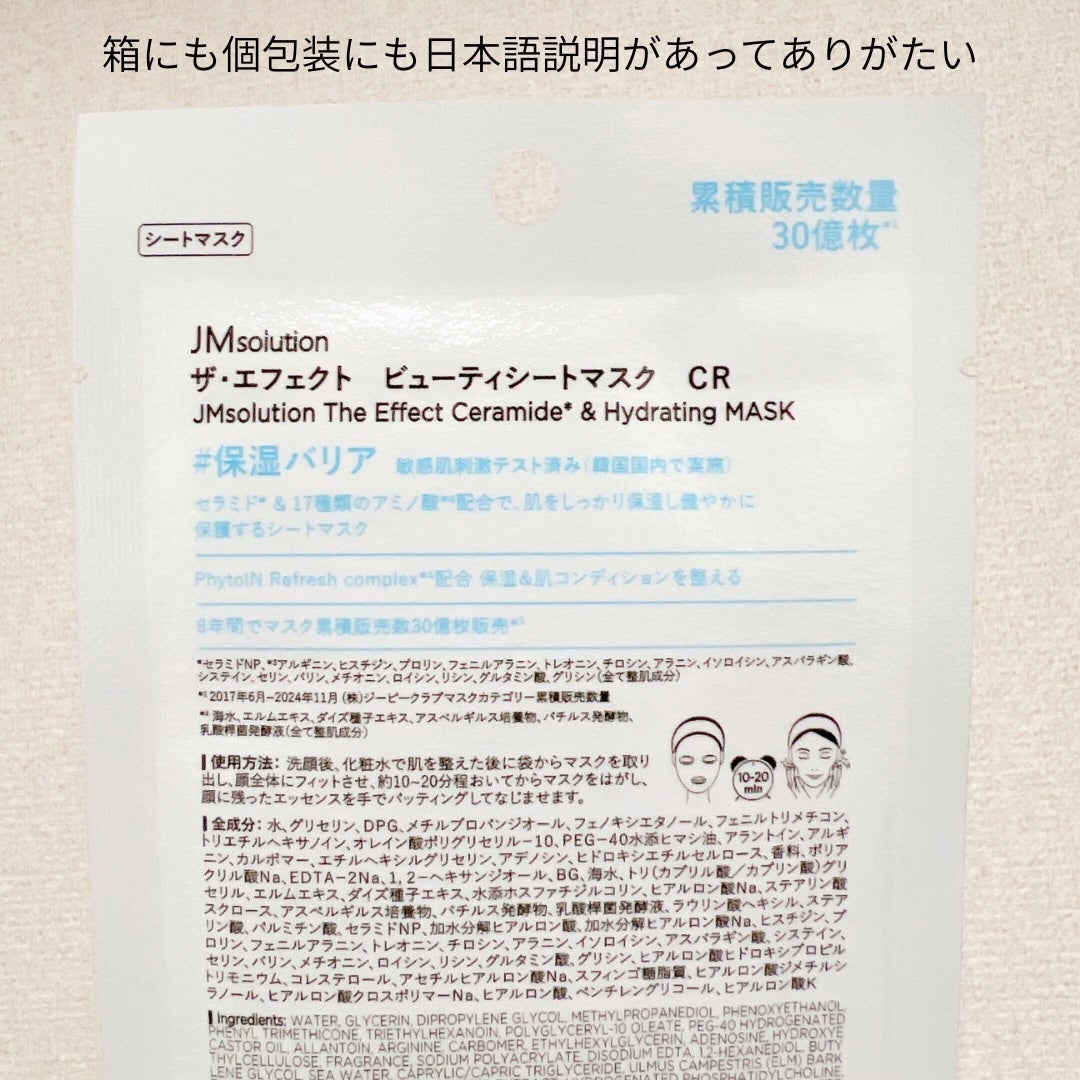 箱にも個包装にも日本語説明があってありがたい
累積販売数量
30億枚*¹
シートマスク
JMsolution
ザ・エフェクト ビューティシートマスク CR
JMsolution The Effect Ceramide* & Hydrating MASK
#保湿バリア 敏感肌刺激テスト済み(韓国国内で実施)
セラミド* & 17種類のアミノ酸*²配合で、肌をしっかり保湿し健やかに
保護するシートマスク
PhytoIN Refresh complex*⁴配合 保湿&肌コンディションを整える
8年間でマスク累積販売数30億枚販売*³
*セラミドNP、*³アルギニン、ヒスチジン、プロリン、フェニルアラニン、トレオニン、チロシン、アラニン、イソロイシン、アスパラギン酸、
システイン、セリン、バリン、メチオニン、ロイシン、リシン、グルタミン酸、グリシン(全て整肌成分)
2017年6月~2024年11月 (株)ジーピークラブマスクカテゴリー累積販売数量
*⁴ 海水、エルムエキス、ダイズ種子エキス、アスペルギルス培養物、バチルス発酵物、
乳酸桿菌発酵液(全て整肌成分)
使用方法: 洗顔後、化粧水で肌を整えた後に袋からマスクを取り
出し、顔全体にフィットさせ、約10~20分程おいてからマスクをはがし、
顔に残ったエッセンスを手でパッティングしてなじませます。
10-20
min
全成分: 水、グリセリン、DPG、メチルプロパンジオール、フェノキシエタノール、フェニルトリメチコン、
トリエチルヘキサノイン、オレイン酸ポリグリセリル-10、PEG-40水添ヒマシ油、アラントイン、アルギ
ニン、カルボマー、エチルヘキシルグリセリン、アデノシン、ヒドロキシエチルセルロース、香料、ポリア
クリル酸Na、EDTA-2Na、1, 2-ヘキサンジオール、BG、海水、トリ(カプリル酸/カプリン酸)グリ
セリル、エルムエキス、ダイズ種子エキス、水添ホスファチジルコリン、ヒアルロン酸Na、ステアリン酸
スクロース、アスペルギルス培養物、バチルス発酵物、乳酸桿菌発酵液、ラウリン酸ヘキシル、ステア
リン酸、パルミチン酸、セラミドNP、加水分解ヒアルロン酸、加水分解ヒアルロン酸Na、ヒスチジン、プ
ロリン、フェニルアラニン、トレオニン、チロシン、アラニン、イソロイシン、アスパラギン酸、システイン、
セリン、バリン、メチオニン、ロイシン、リシン、グルタミン酸、グリシン、ヒアルロン酸ヒドロキシプロピル
トリモニウム、コレステロール、アセチルヒアルロン酸Na、スフィンゴ糖脂質、ヒアルロン酸ジメチルシ
ラノール、ヒアルロン酸クロスポリマーNa、ヒアルロン酸、ペンチレングリコール、ヒアルロン酸K
Ingredients: WATER, GLYCERIN, DIPROPYLENE GLYCOL, METHYLPROPANEDIOL, PHENOXYETHANOL,
PHENYL TRIMETHICONE, TRIETHYLHEXANOIN, POLYGLYCERYL-10 OLEATE, PEG-40 HYDROGENATED
CASTOR OIL, ALLANTOIN, ARGININE, CARBOMER, ETHYLHEXYLGLYCERIN, ADENOSINE, HYDROXYE
THYLCELLULOSE, FRAGRANCE, SODIUM POLYACRYLATE, DISODIUM EDTA, 1,2-HEXANEDIOL, BUTY
LENE GLYCOL, SEA WATER, CAPRYLIC/CAPRIC TRIGLYCERIDE, ULMUS CAMPESTRIS (ELM) BARK
HYDROGENATED PHOSPHATIDYLCHOLINE,